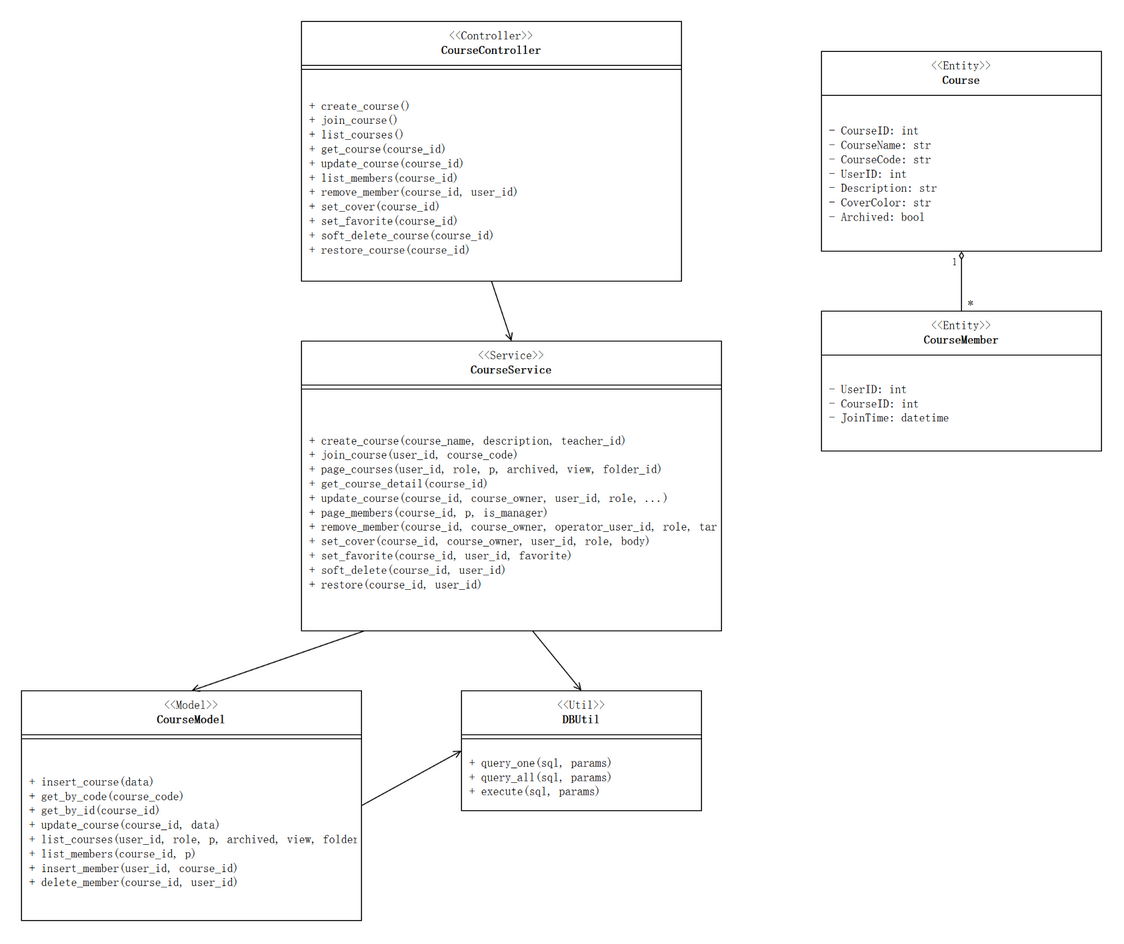 <<Controller>>
CourseController
+ create_course()
+ join_course()
+ list_courses()
+ get_course(course_id)
+ update_course(course_id)
+ list_members(course_id)
+ remove_member(course_id, user_id)
+ set_cover(course_id)
+ set_favorite(course_id)
+ soft_delete_course(course_id)
+ restore_course(course_id)
<<Entity>>
Course
- CourseID: int
- CourseName: str
- CourseCode: str
- UserID: int
- Description: str
- CoverColor: str
- Archived: bool
1
*
<<Entity>>
CourseMember
- UserID: int
- CourseID: int
- JoinTime: datetime
<<Service>>
CourseService
+ create_course(course_name, description, teacher_id)
+ join_course(user_id, course_code)
+ page_courses(user_id, role, p, archived, view, folder_id)
+ get_course_detail(course_id)
+ update_course(course_id, course_owner, user_id, role, ...)
+ page_members(course_id, p, is_manager)
+ remove_member(course_id, course_owner, operator_user_id, role, tar
+ set_cover(course_id, course_owner, user_id, role, body)
+ set_favorite(course_id, user_id, favorite)
+ soft_delete(course_id, user_id)
+ restore(course_id, user_id)
<<Model>>
CourseModel
+ insert_course(data)
+ get_by_code(course_code)
+ get_by_id(course_id)
+ update_course(course_id, data)
+ list_courses(user_id, role, p, archived, view, folder
+ list_members(course_id, p)
+ insert_member(user_id, course_id)
+ delete_member(course_id, user_id)
<<Util>>
DBUtil
+ query_one(sql, params)
+ query_all(sql, params)
+ execute(sql, params)